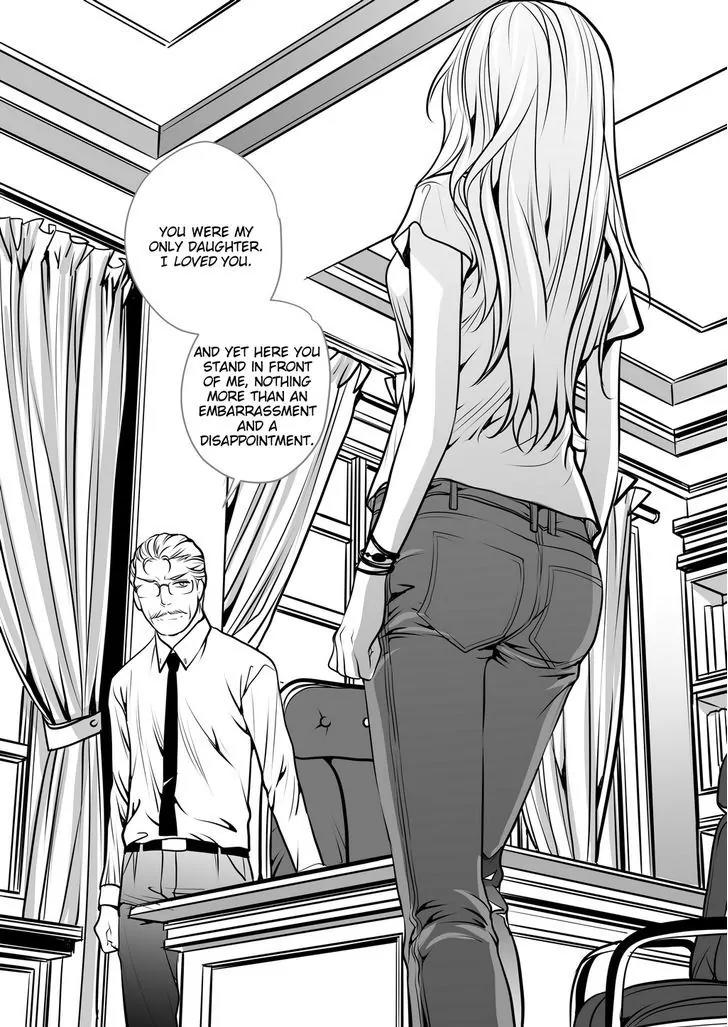 YOU WERE MY
ONLY DAUGHTER.
I LOVED YOU.
AND YET HERE YOU
STAND IN FRONT
OF ME, NOTHING
MORE THAN AN
EMBARRASSMENT
AND A
DISAPPOINTMENT.